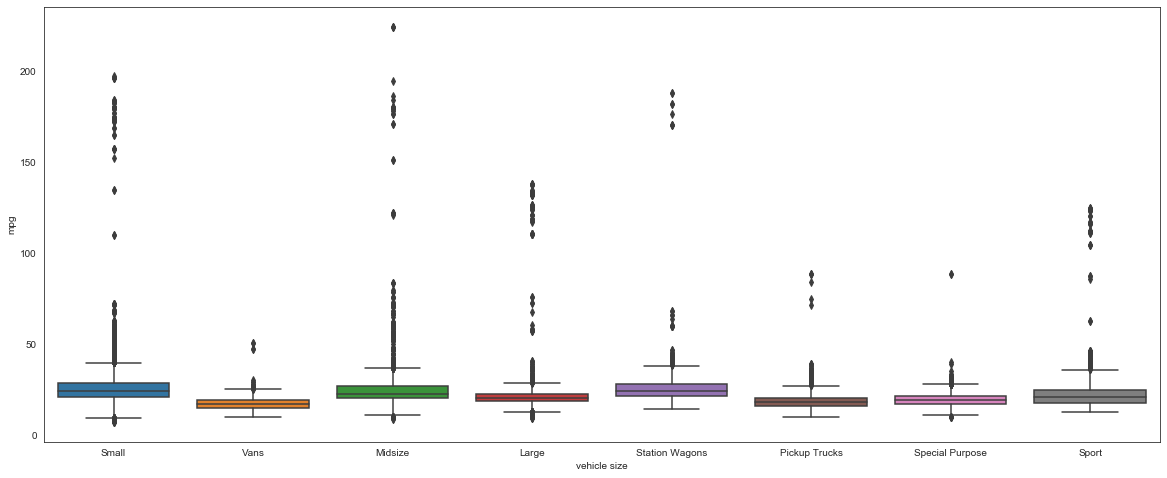 mpg
200
150
100
50
0
Small Vans Midsize Large Station Wagons Pickup Trucks Special Purpose Sport
vehicle size